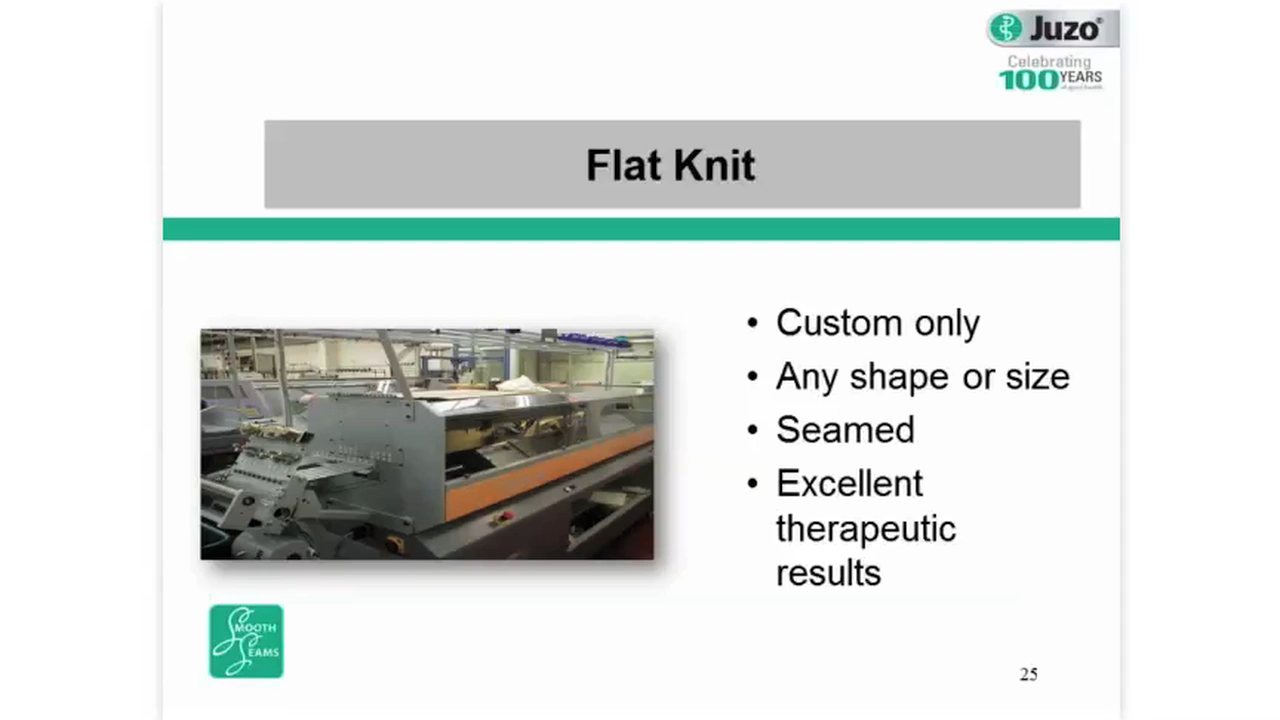 Juzo®
Celebrating
100 YEARS
Flat Knit
• Custom only
• Any shape or size
• Seamed
• Excellent
therapeutic
results
SMOOTH
SEAMS
25